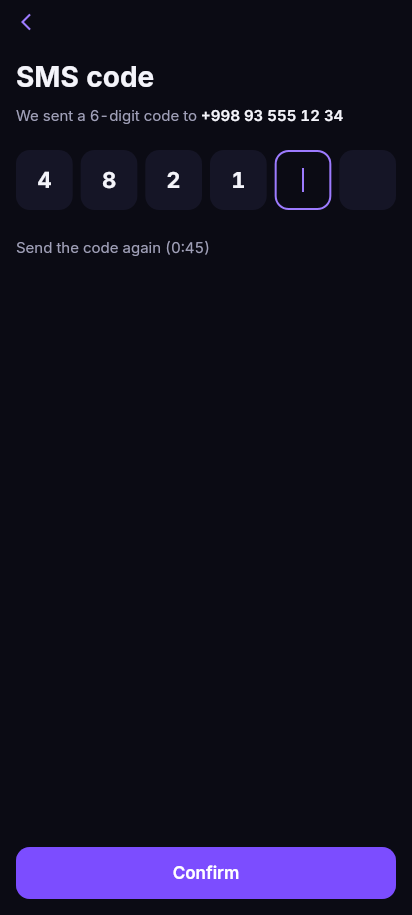 SMS code
We sent a 6-digit code to +998 93 555 12 34
4 8 2 1
Send the code again (0:45)
Confirm